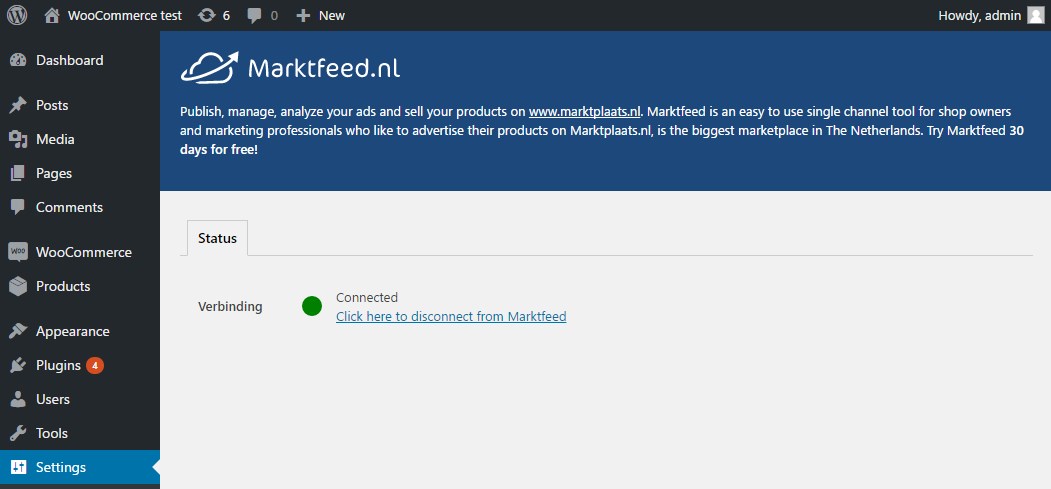 WooCommerce test 6 0 New Howdy, admin
Dashboard
Posts
Media
Pages
Comments
WooCommerce
Products
Appearance
Plugins 4
Users
Tools
Settings
Marktfeed.nl
Publish, manage, analyze your ads and sell your products on www.marktplaats.nl. Marktfeed is an easy to use single channel tool for shop owners
and marketing professionals who like to advertise their products on Marktplaats.nl, is the biggest marketplace in The Netherlands. Try Marktfeed 30
days for free!
Status
Verbinding
Connected
Click here to disconnect from Marktfeed